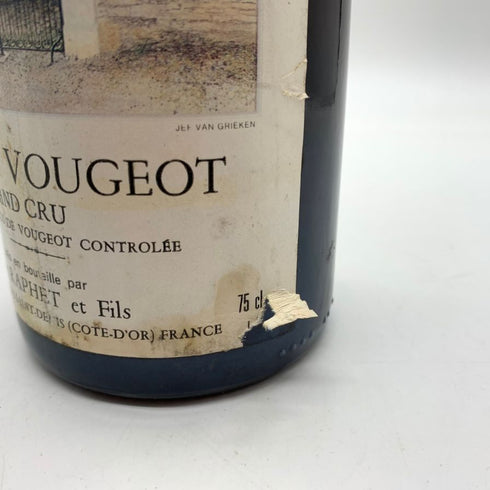 JEF VAN GRIEKEN
VOUGEOT
AND CRU
DE VOUGEOT CONTROLÉE
en bouteille par
RAPHET et Fils
75 cl
(COTE-D'OR) FRANCE